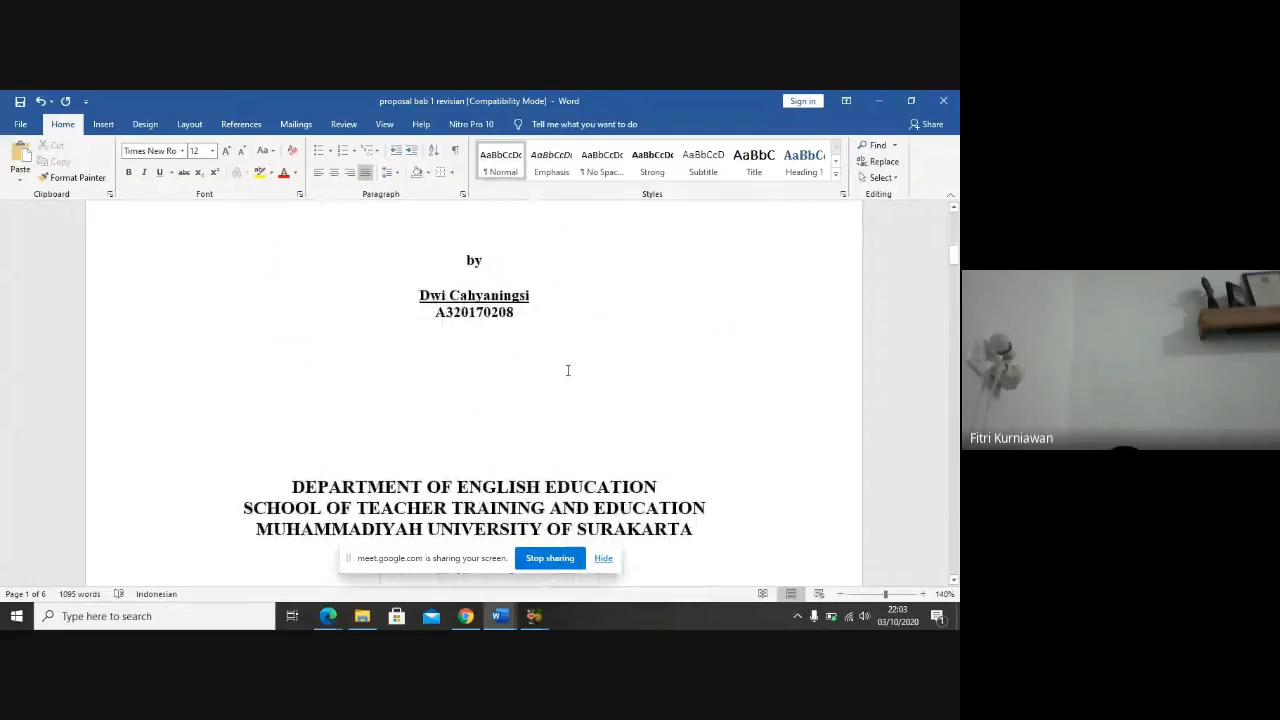 proposal bab 1 revisian [Compatibility Mode] - Word
Sign in
File Home Insert Design Layout References Mailings Review View Help Nitro Pro 10 Tell me what you want to do Share
Paste
Cut
Copy
Format Painter
Clipboard
Times New Ro 12
Font
Paragraph
AaBbCcDc AaBbCcDc AaBbCcDc AaBbCcDc AaBbCcD AaBbC AaBbC
¶ Normal Emphasis ¶ No Spac... Strong Subtitle Title Heading 1
Styles
Find
Replace
Select
Editing
by
Dwi Cahyaningsi
A320170208
DEPARTMENT OF ENGLISH EDUCATION
SCHOOL OF TEACHER TRAINING AND EDUCATION
MUHAMMADIYAH UNIVERSITY OF SURAKARTA
meet.google.com is sharing your screen. Stop sharing Hide
Page 1 of 6 1095 words Indonesian 140%
Type here to search
22:03
03/10/2020
Fitri Kurniawan